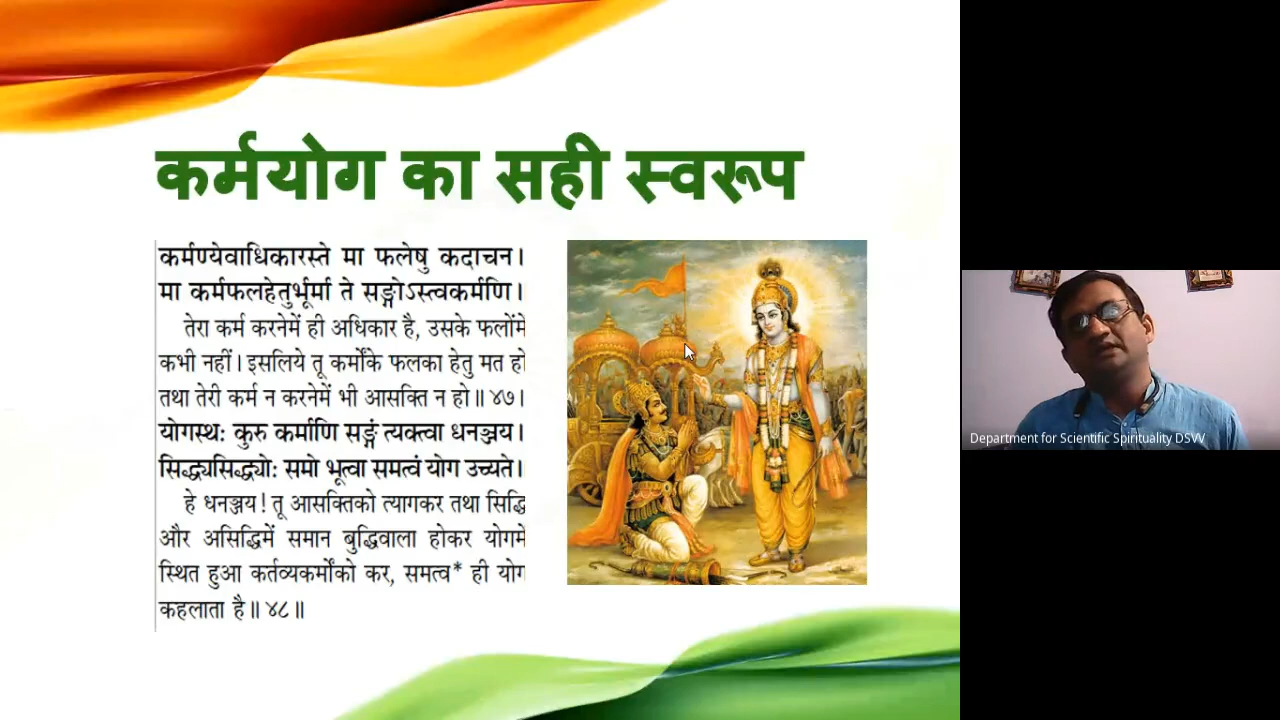 कर्मयोग का सही स्वरूप
कर्मण्येवाधिकारस्ते मा फलेषु कदाचन।
मा कर्मफलहेतुर्भूर्मा ते सङ्गोऽस्त्वकर्मणि।
तेरा कर्म करनेमें ही अधिकार है, उसके फलोंमे
कभी नहीं। इसलिये तू कर्मोंके फलका हेतु मत हो
तथा तेरी कर्म न करनेमें भी आसक्ति न हो॥ ४७।
योगस्थः कुरु कर्माणि सङ्गं त्यक्त्वा धनञ्जय।
सिद्ध्यसिद्ध्योः समो भूत्वा समत्वं योग उच्यते।
हे धनञ्जय! तू आसक्तिको त्यागकर तथा सिद्धि
और असिद्धिमें समान बुद्धिवाला होकर योगमे
स्थित हुआ कर्तव्यकर्मोंको कर, समत्व* ही योग
कहलाता है॥ ४८॥
Department for Scientific Spirituality DSVV